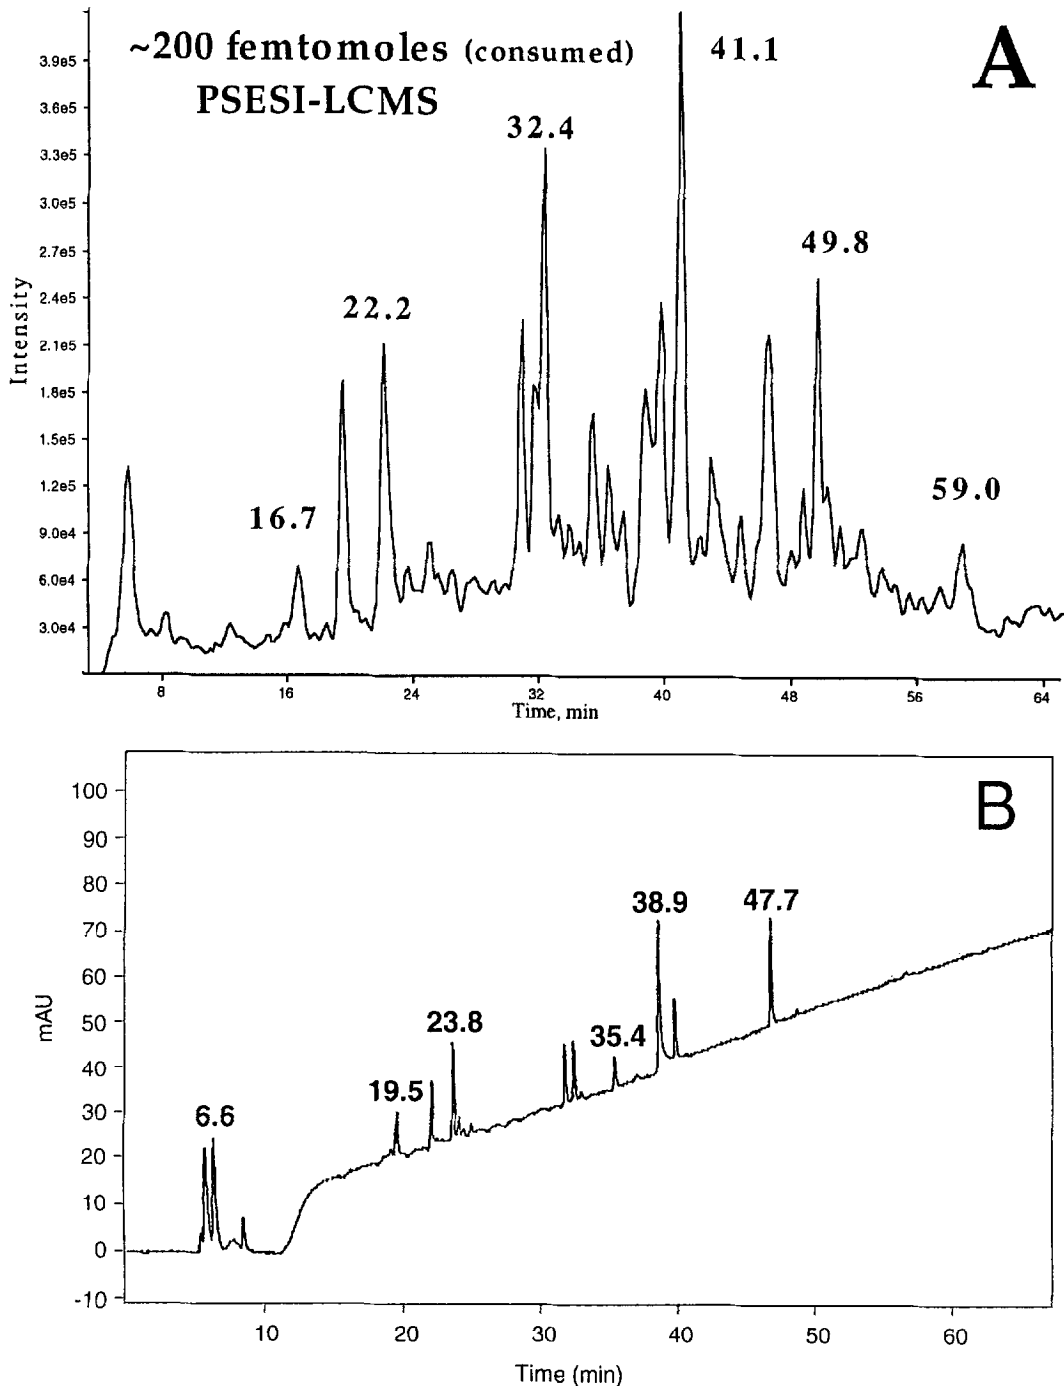 ~200 femtomoles (consumed)
PSESI-LCMS
A
41.1
32.4
49.8
22.2
16.7
59.0
Intensity
3.9e5
3.6e5
3.3e5
3.0e5
2.7e5
2.4e5
2.1e5
1.8e5
1.5e5
1.2e5
9.0e4
6.0e4
3.0e4
8 16 24 32 40 48 56 64
Time, min
B
mAU
100
90
80
70
60
50
40
30
20
10
0
-10
6.6
19.5
23.8
35.4
38.9
47.7
10 20 30 40 50 60
Time (min)